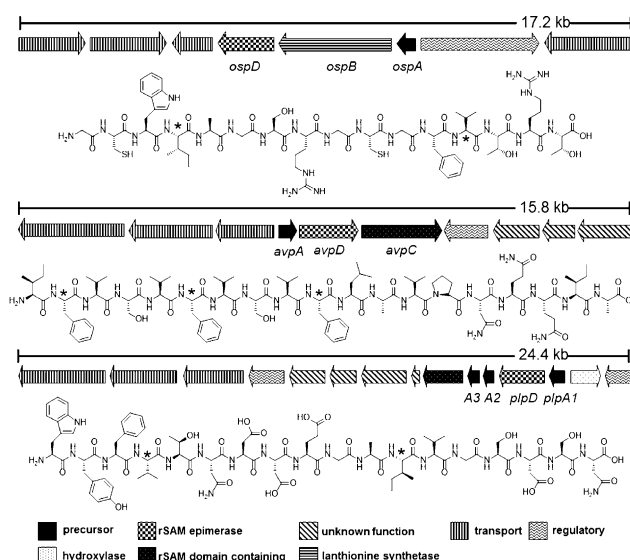 17.2 kb
ospD ospB ospA
15.8 kb
avpA avpD avpC
24.4 kb
A3 A2 plpD plpA1
precursor rSAM epimerase unknown function transport regulatory
hydroxylase rSAM domain containing lanthionine synthetase